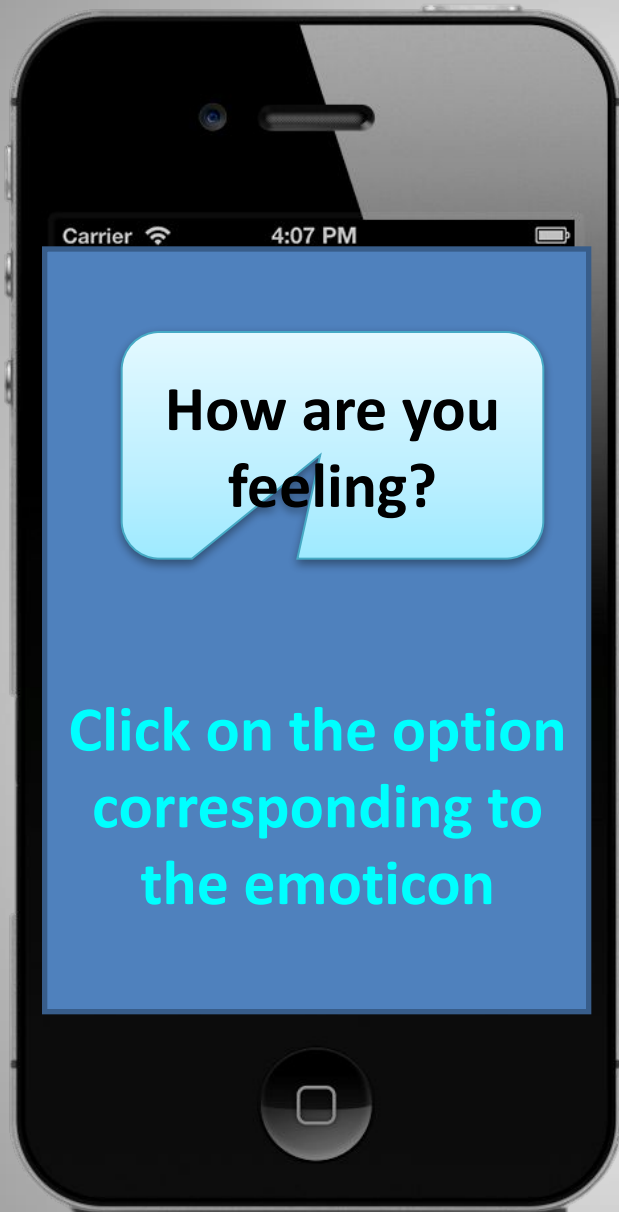 Carrier 4:07 PM
How are you
feeling?
Click on the option
corresponding to
the emoticon